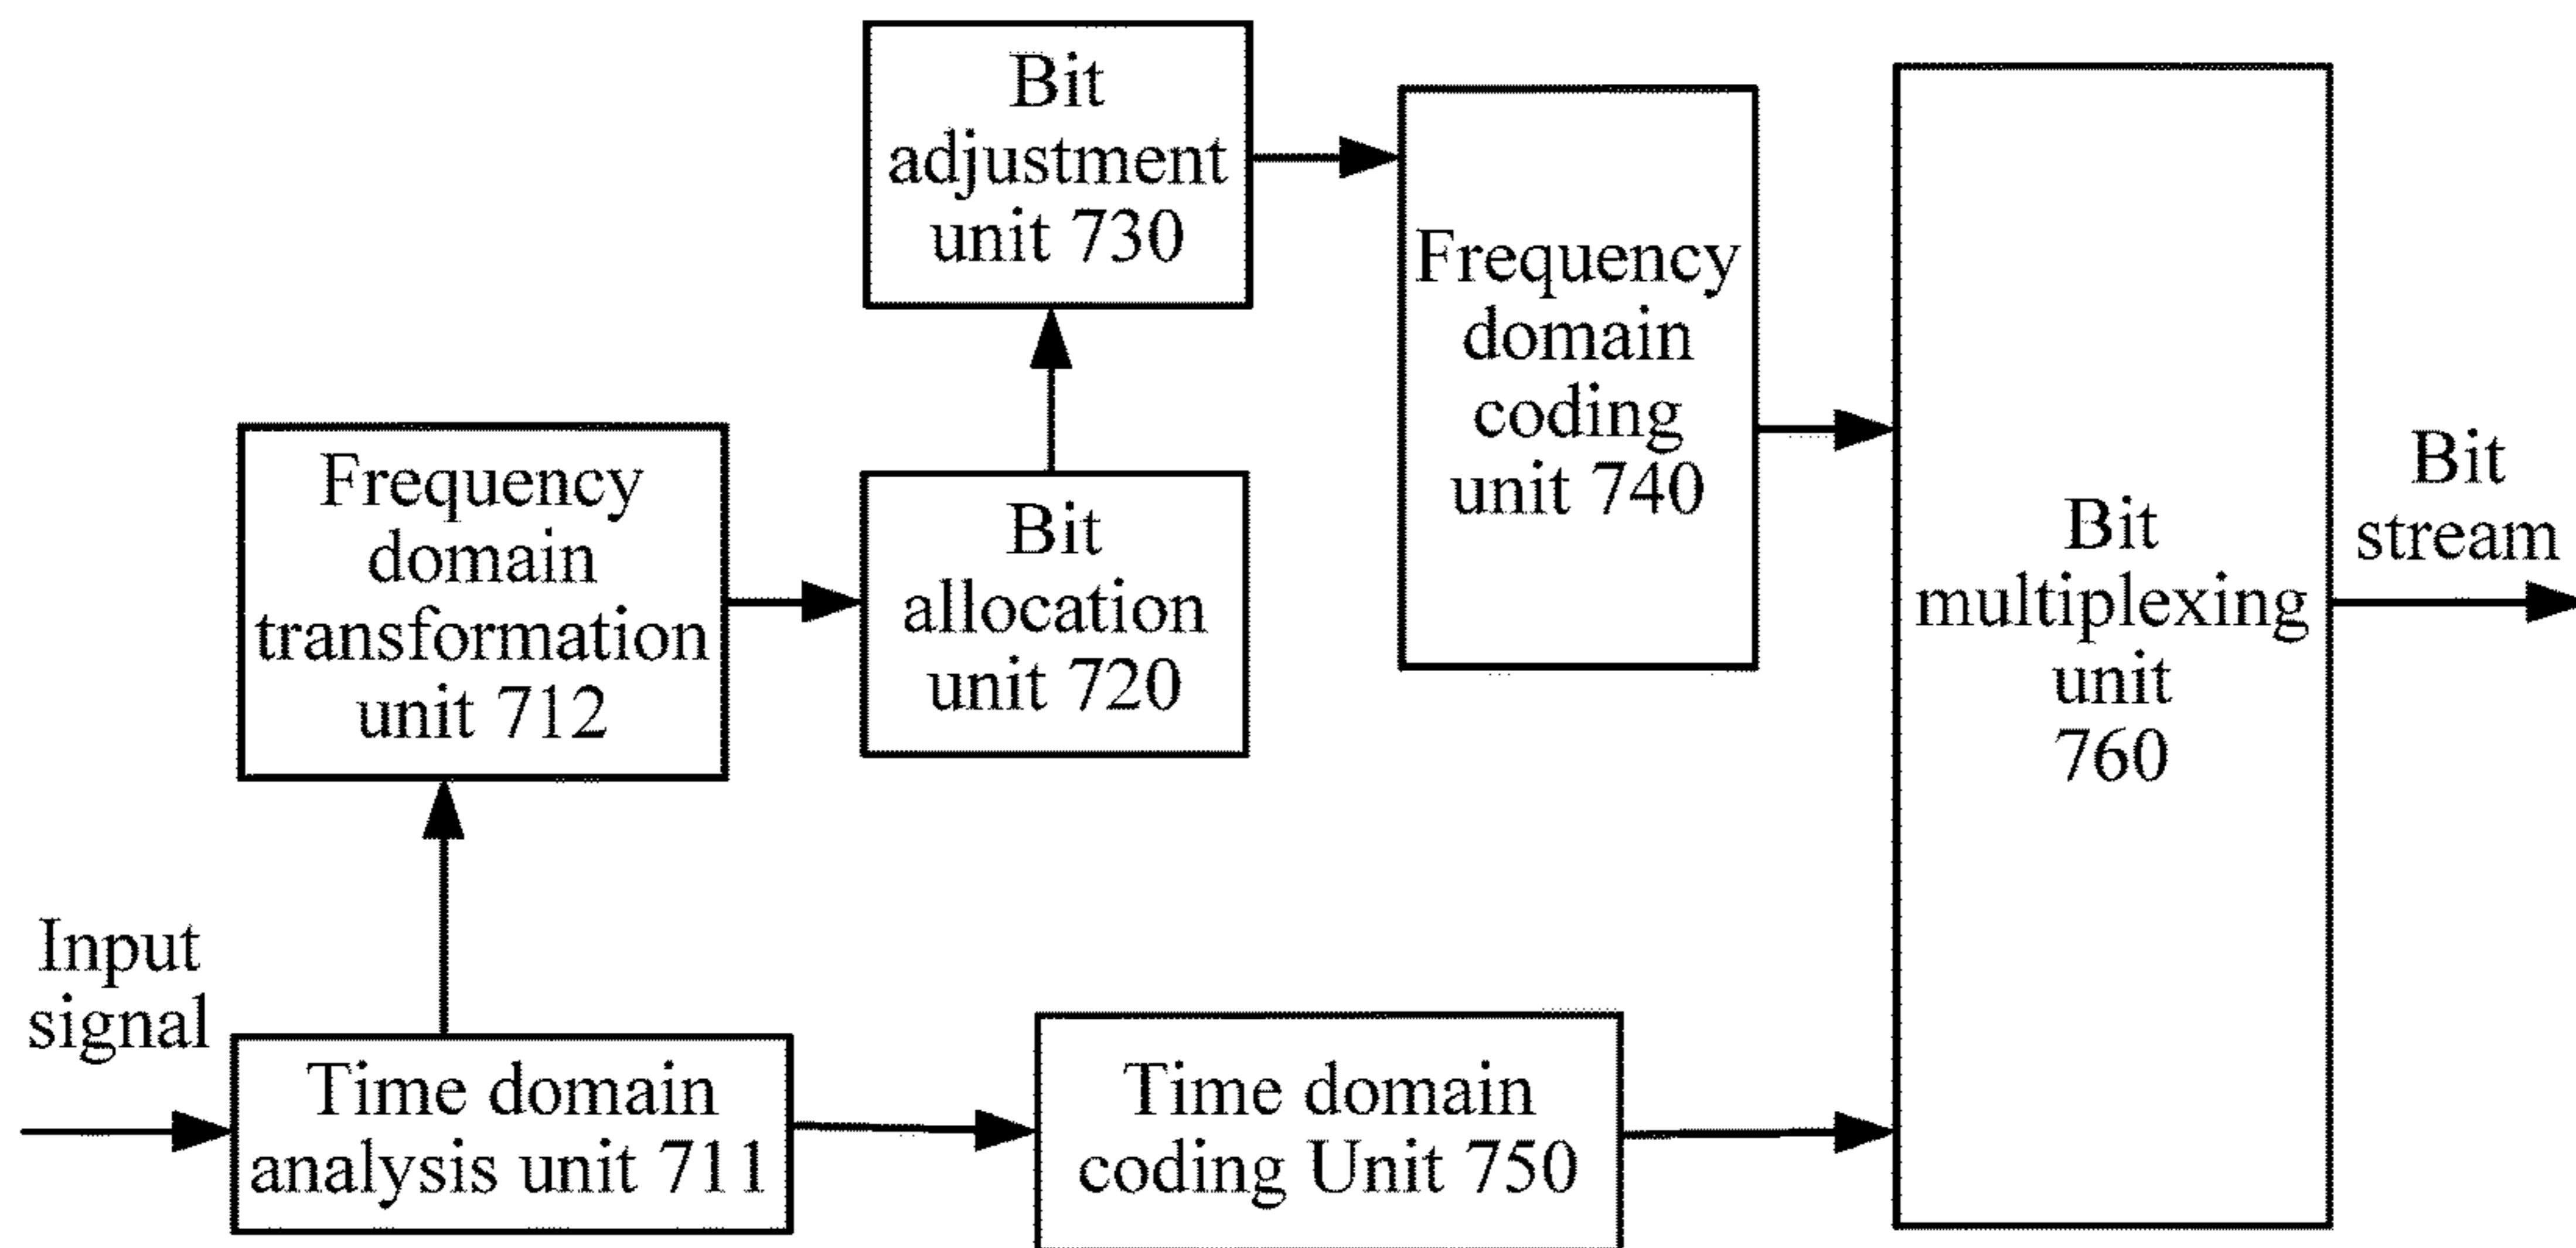 Bit
adjustment
unit 730
Frequency
domain
coding
unit 740
Frequency
domain
transformation
unit 712
Bit
allocation
unit 720
Bit
multiplexing
unit
760
Bit
stream
Input
signal
Time domain
analysis unit 711
Time domain
coding Unit 750